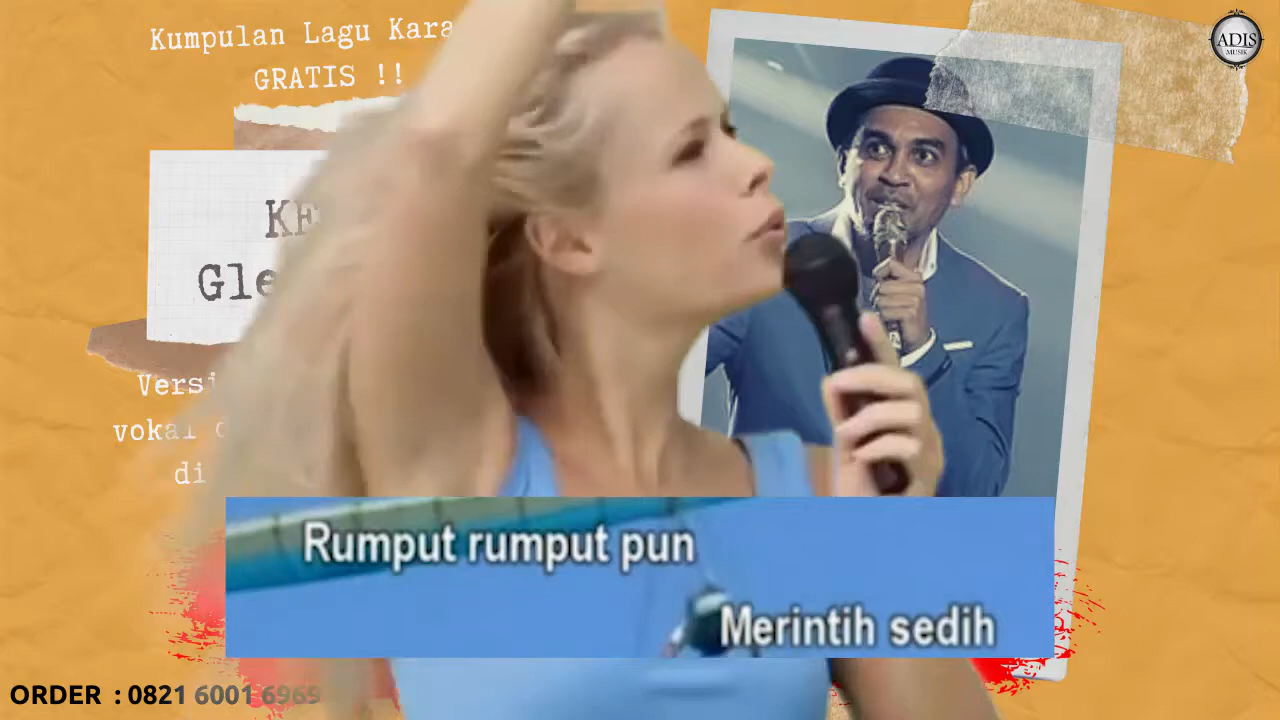 Kumpulan Lagu Kara
GRATIS !!
ADIS
MUSIK
Gle
Versi
vokal
di
Rumput rumput pun
Merintih sedih
ORDER : 0821 6001 6969